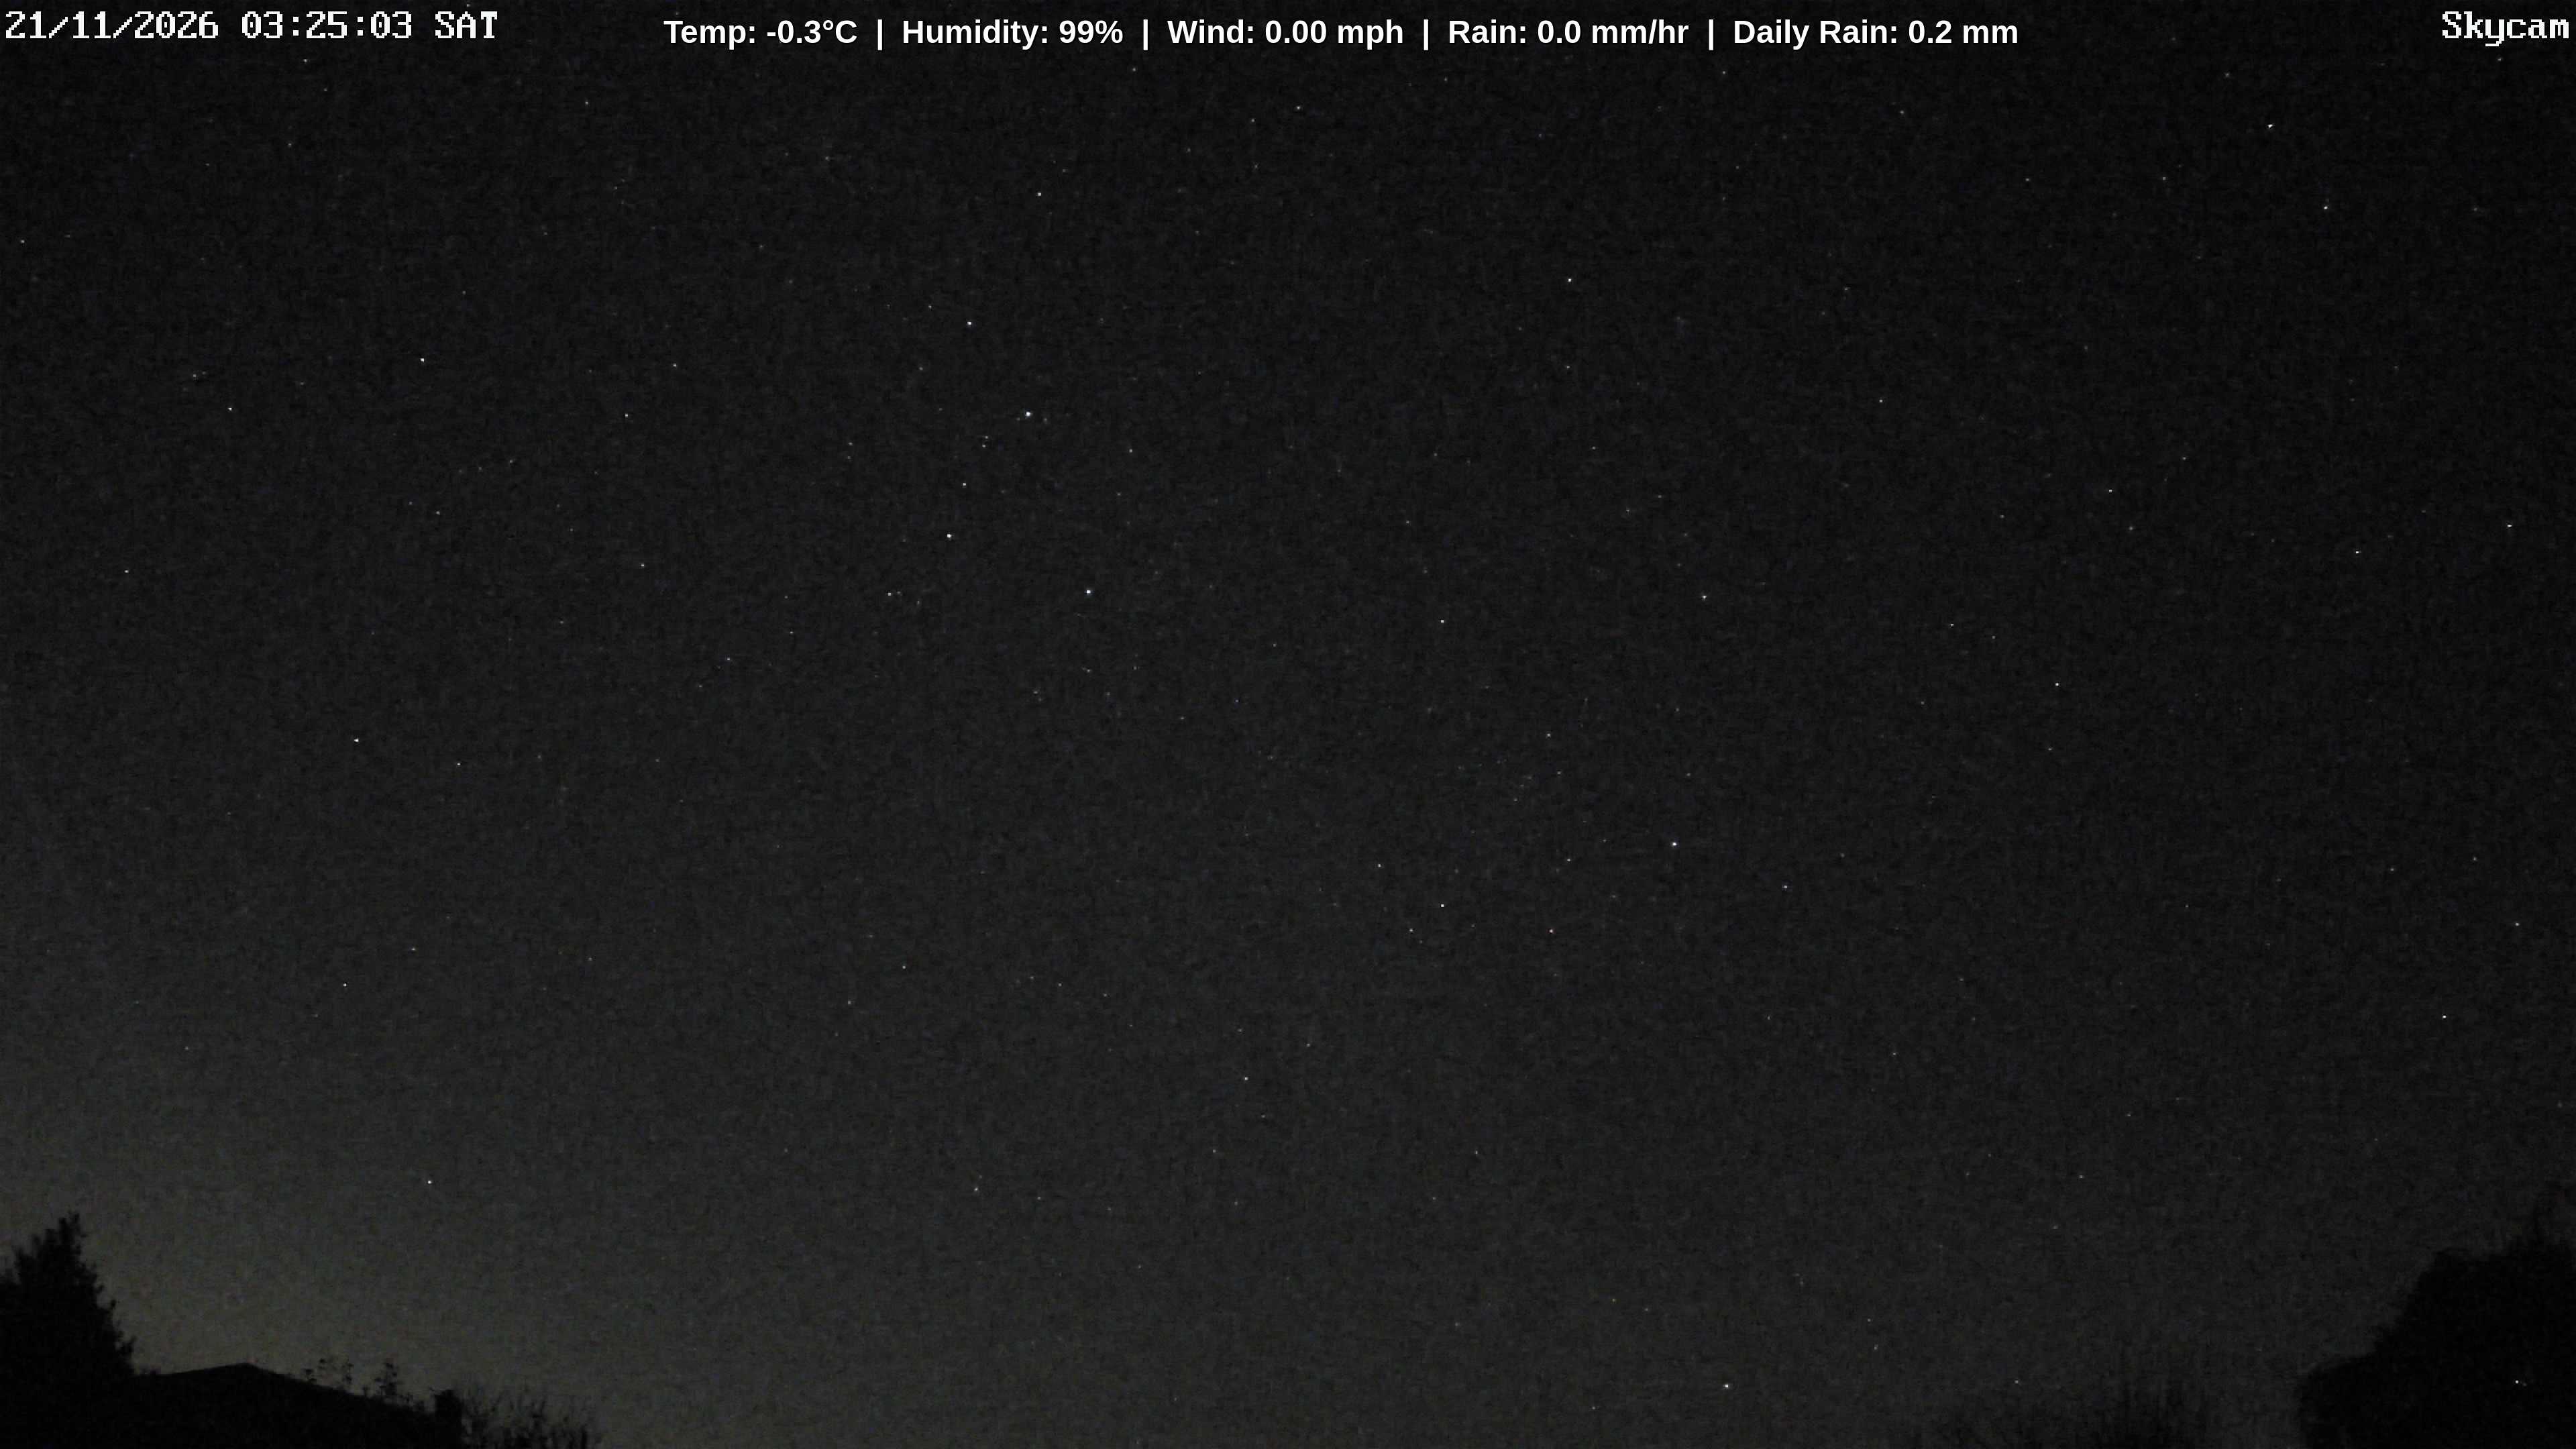 21/11/2026 03:25:03 SAT
Temp: -0.3°C | Humidity: 99% | Wind: 0.00 mph | Rain: 0.0 mm/hr | Daily Rain: 0.2 mm
Skycam